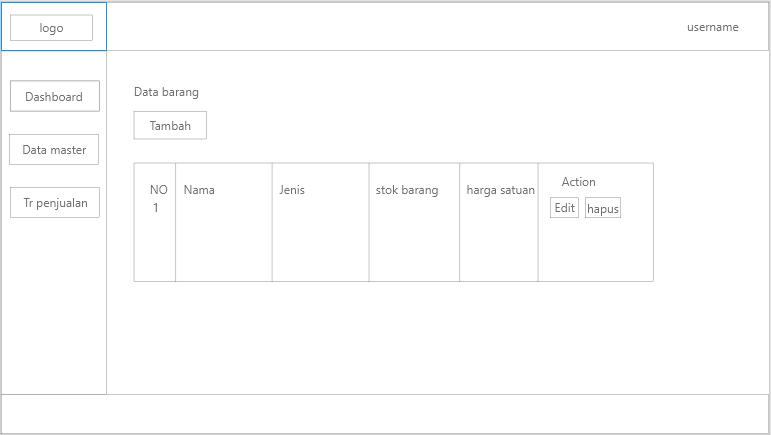 logo
username
Dashboard
Data master
Tr penjualan
Data barang
Tambah
NO Nama Jenis stok barang harga satuan Action
1 Edit hapus